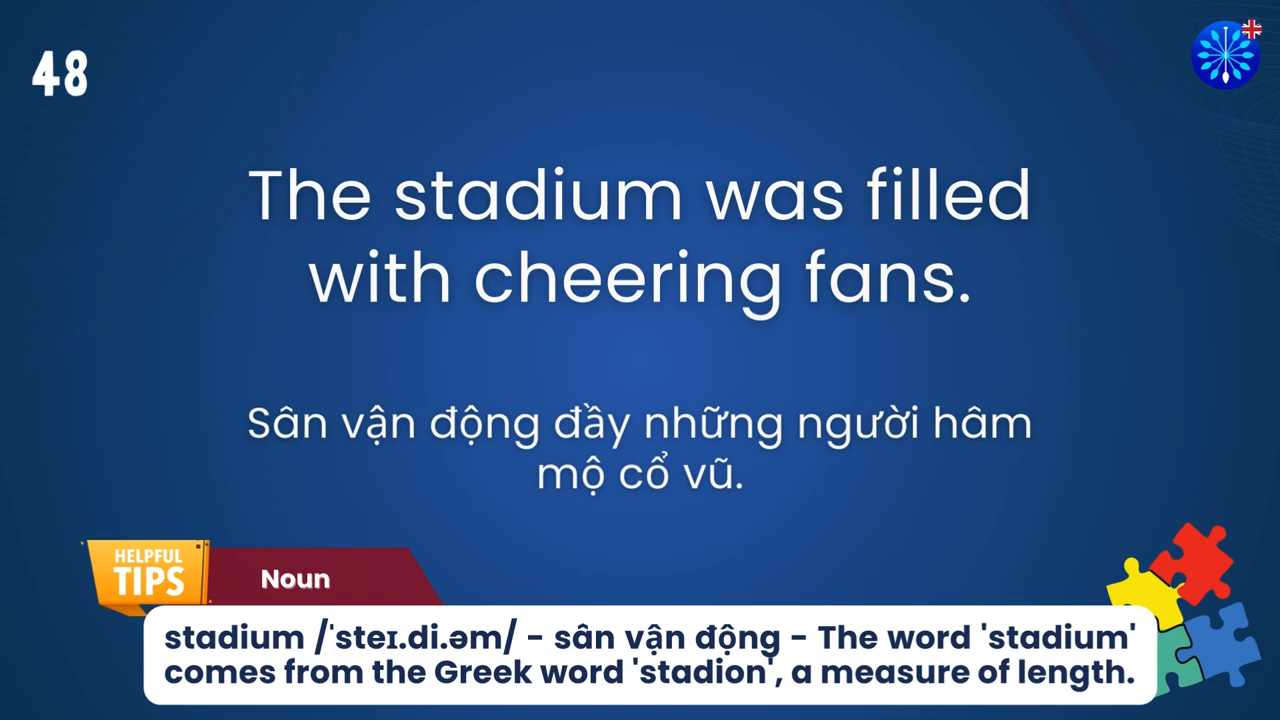 48
The stadium was filled
with cheering fans.
Sân vận động đầy những người hâm
mộ cổ vũ.
HELPFUL
TIPS
Noun
stadium /ˈsteɪ.di.əm/ - sân vận động - The word 'stadium'
comes from the Greek word 'stadion', a measure of length.